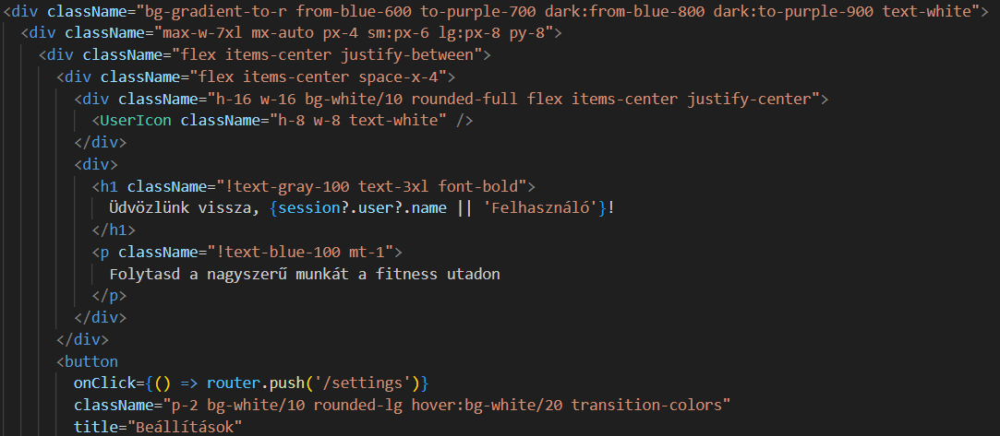 <div className="bg-gradient-to-r from-blue-600 to-purple-700 dark:from-blue-800 dark:to-purple-900 text-white">
<div className="max-w-7xl mx-auto px-4 sm:px-6 lg:px-8 py-8">
<div className="flex items-center justify-between">
<div className="flex items-center space-x-4">
<div className="h-16 w-16 bg-white/10 rounded-full flex items-center justify-center">
<UserIcon className="h-8 w-8 text-white" />
</div>
<div>
<h1 className="!text-gray-100 text-3xl font-bold">
Üdvözlünk vissza, {session?.user?.name || 'Felhasználó'}!
</h1>
<p className="!text-blue-100 mt-1">
Folytasd a nagyszerű munkát a fitness utadon
</p>
</div>
</div>
<button
onClick={() => router.push('/settings')}
className="p-2 bg-white/10 rounded-lg hover:bg-white/20 transition-colors"
title="Beállítások"